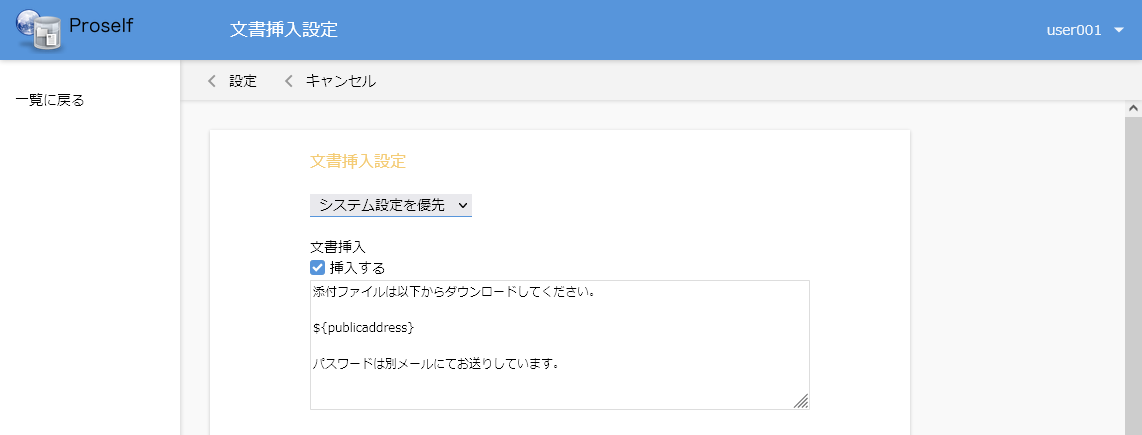 Proself
文書挿入設定
user001
一覧に戻る
設定
キャンセル
文書挿入設定
システム設定を優先
文書挿入
挿入する
添付ファイルは以下からダウンロードしてください。
${publicaddress}
パスワードは別メールにてお送りしています。